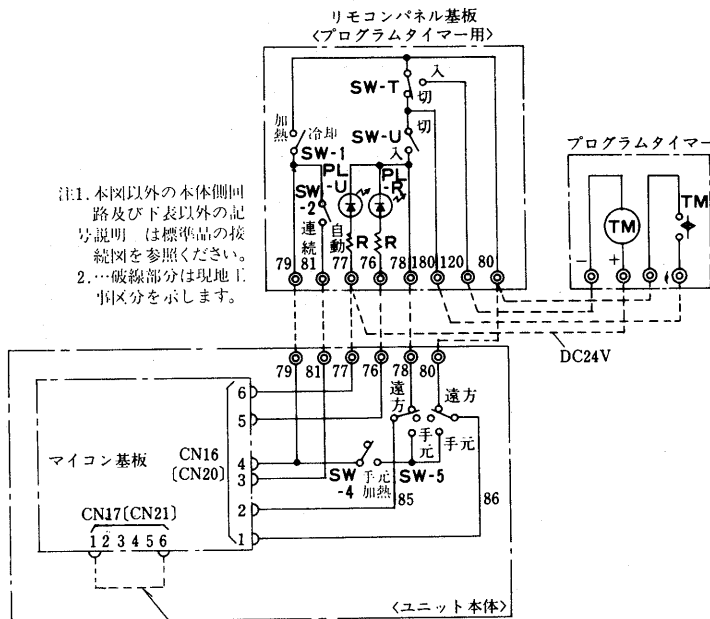 リモコンパネル基板
〈プログラムタイマー用〉
入
SW-T
切
加熱
冷却
SW-U
切
プログラムタイマー
SW-1
入
PL
-U
PL
-R
TM
TM
注1. 本図以外の本体側回
路及び下表以外の記
号説明 は標準品の接
続図を参照ください。
2. …破線部分は現地工
事区分を示します。
SW
-2
連続
自動
R
R
- +
79 81 77 76 78 180 120 80
DC24V
79 81 77 76 78 80
遠方
遠方
手元
手元
6
5
マイコン基板
CN16
〔CN20〕
4
3
SW
-4
手元
加熱
SW-5
85
86
2
1
CN17〔CN21〕
1 2 3 4 5 6
〈ユニット本体〉